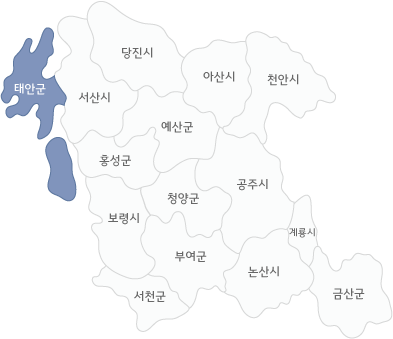 당진시
아산시
천안시
태안군
서산시
예산군
홍성군
청양군
공주시
보령시
계룡시
부여군
논산시
서천군
금산군